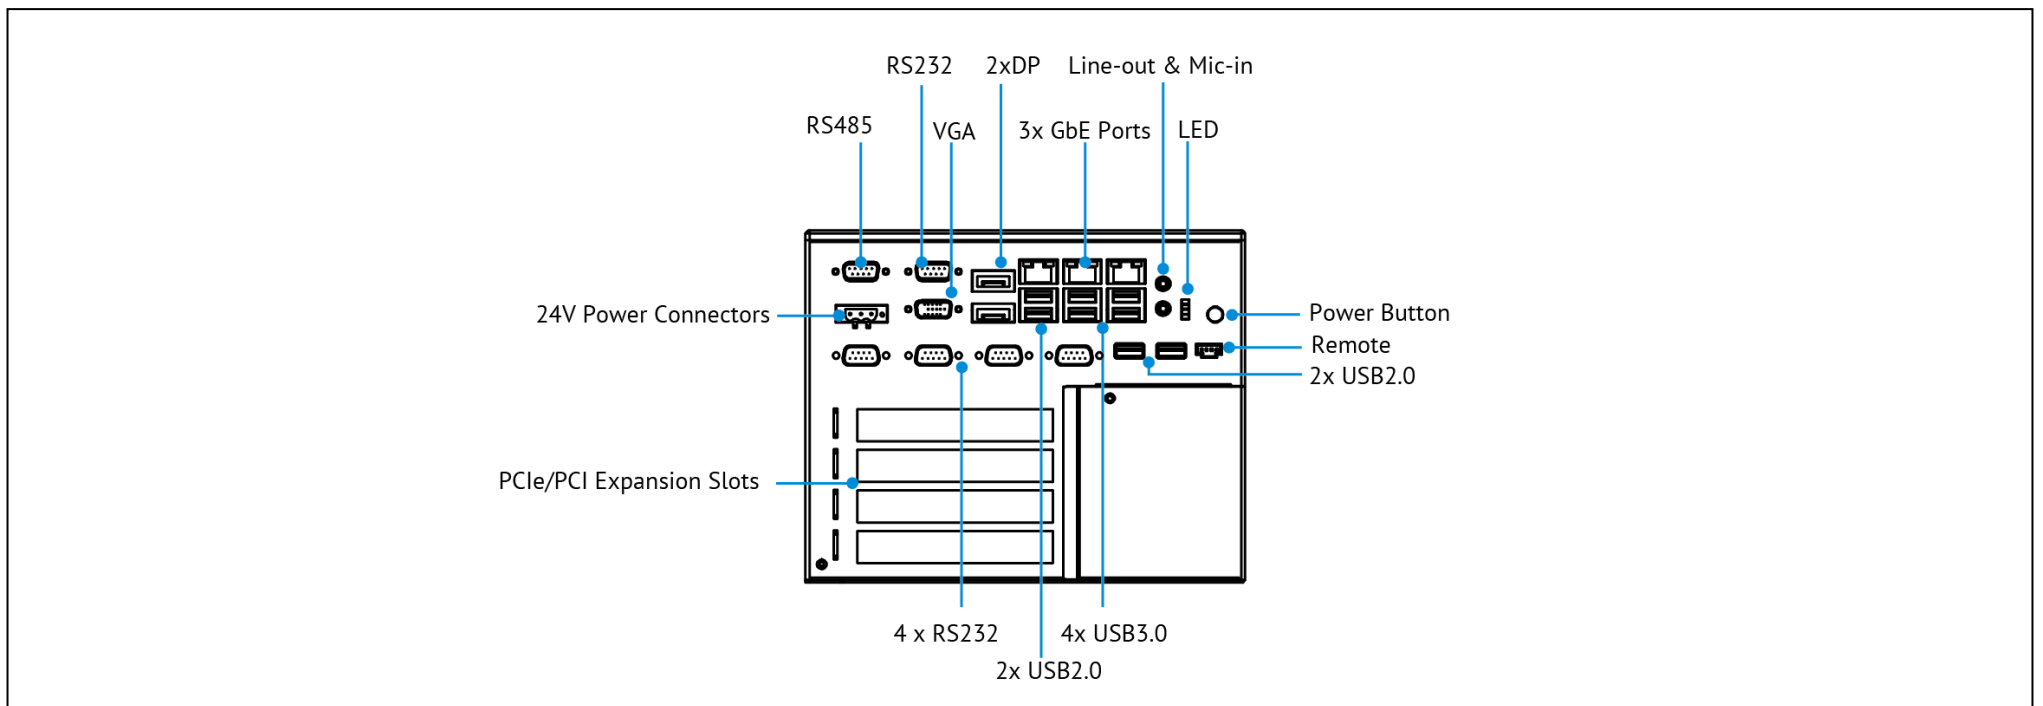 RS232 2xDP Line-out & Mic-in
RS485 VGA 3x GbE Ports LED
24V Power Connectors
Power Button
Remote
2x USB2.0
PCIe/PCI Expansion Slots
4 x RS232 4x USB3.0
2x USB2.0